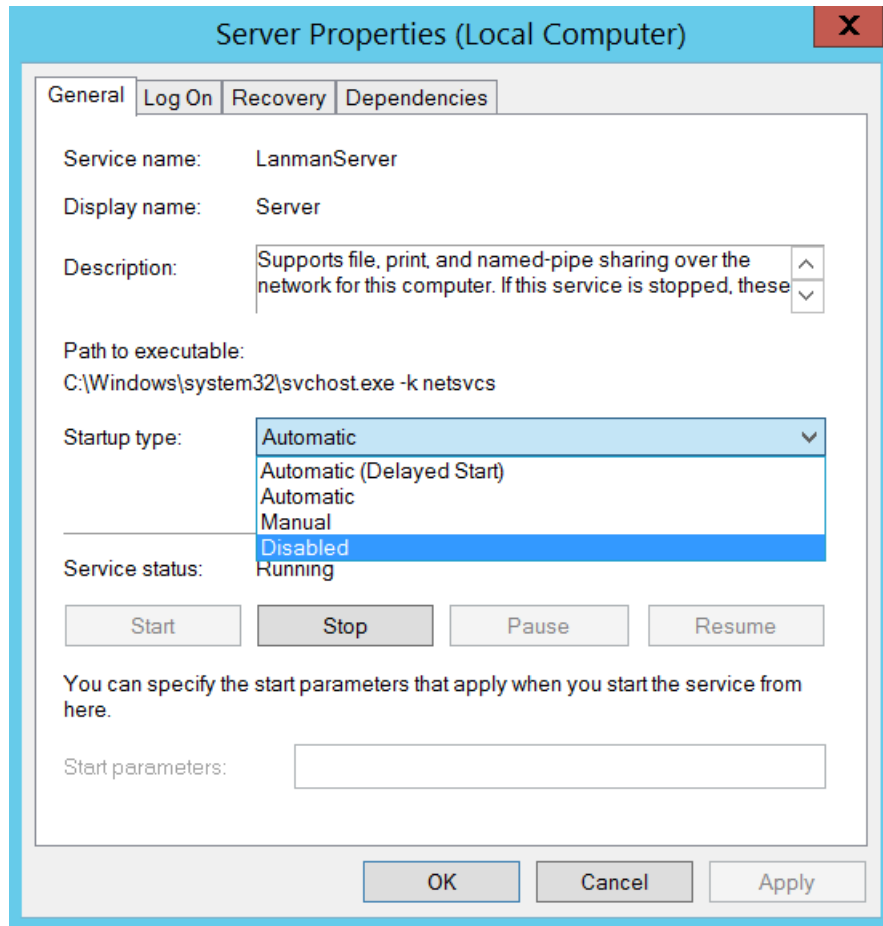 Server Properties (Local Computer)
X
General Log On Recovery Dependencies
Service name: LanmanServer
Display name: Server
Description: Supports file, print, and named-pipe sharing over the
network for this computer. If this service is stopped, these
Path to executable:
C:\Windows\system32\svchost.exe -k netsvcs
Startup type: Automatic
Automatic (Delayed Start)
Automatic
Manual
Disabled
Service status: Running
Start Stop Pause Resume
You can specify the start parameters that apply when you start the service from
here.
Start parameters:
OK Cancel Apply